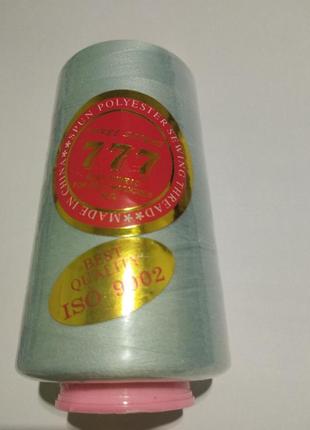 SPUN POLYESTER SEWING THREAD
777
MADE IN CHINA
BEST
QUALITY
ISO 9002